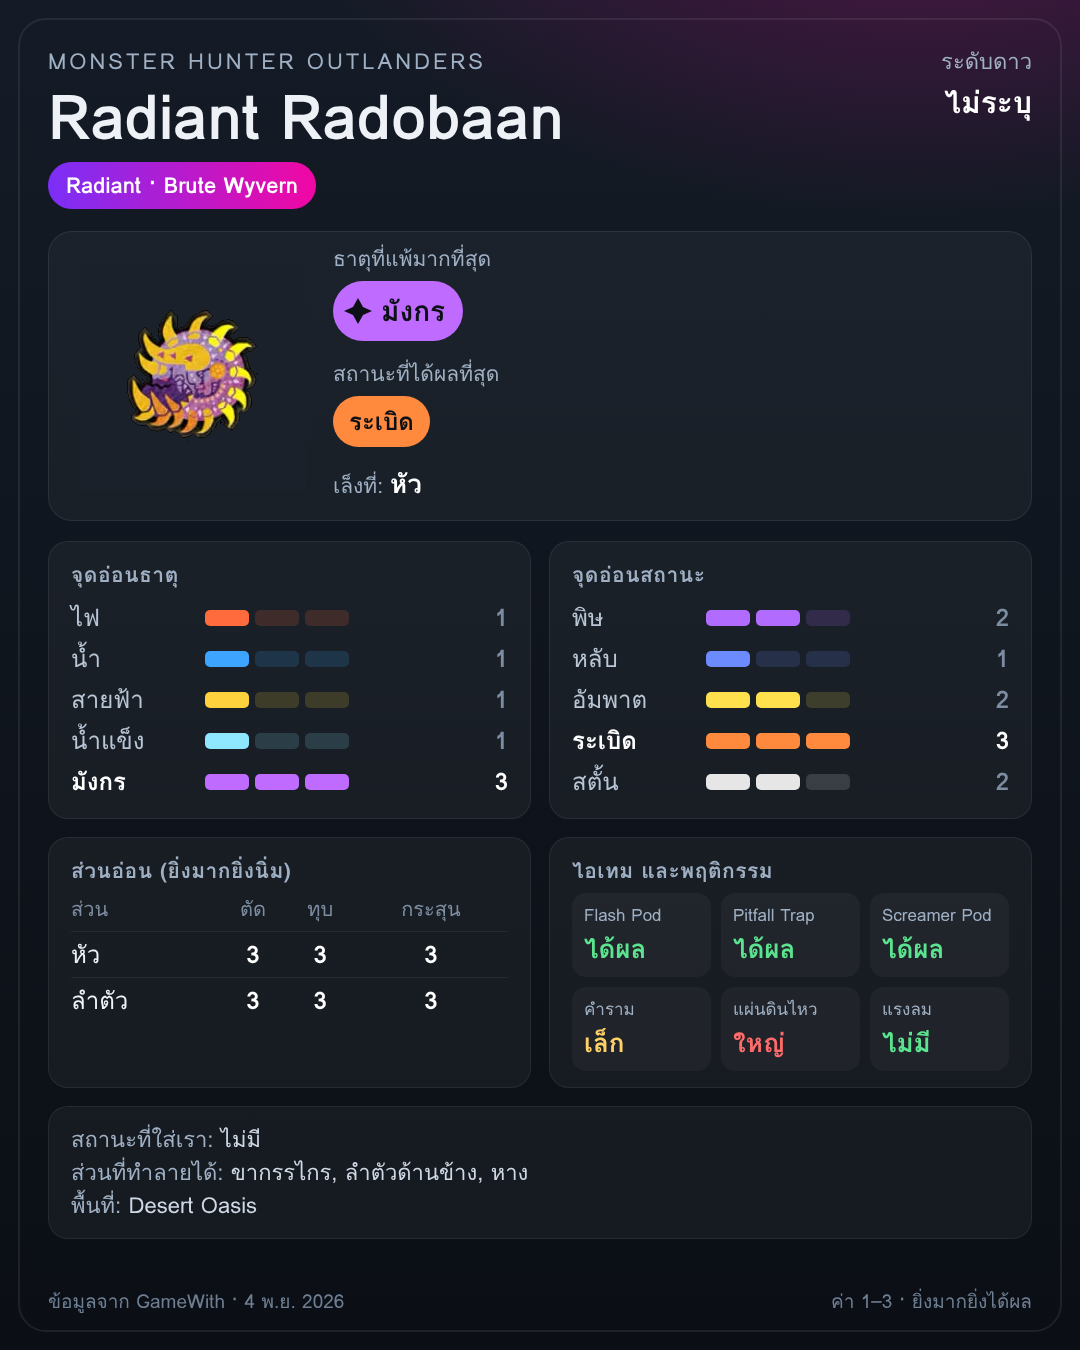 MONSTER HUNTER OUTLANDERS
Radiant Radobaan
Radiant · Brute Wyvern
ระดับดาว
ไม่ระบุ
ธาตุที่แพ้มากที่สุด
มังกร
สถานะที่ได้ผลที่สุด
ระเบิด
เล็งที่: หัว
จุดอ่อนธาตุ
ไฟ 1
น้ำ 1
สายฟ้า 1
น้ำแข็ง 1
มังกร 3
จุดอ่อนสถานะ
พิษ 2
หลับ 1
อัมพาต 2
ระเบิด 3
สตั้น 2
ส่วนอ่อน (ยิ่งมากยิ่งนิ่ม)
ส่วน ตัด ทุบ กระสุน
หัว 3 3 3
ลำตัว 3 3 3
ไอเทม และพฤติกรรม
Flash Pod Pitfall Trap Screamer Pod
ได้ผล ได้ผล ได้ผล
คำราม แผ่นดินไหว แรงลม
เล็ก ใหญ่ ไม่มี
สถานะที่ใส่เรา: ไม่มี
ส่วนที่ทำลายได้: ขากรรไกร, ลำตัวด้านข้าง, หาง
พื้นที่: Desert Oasis
ข้อมูลจาก GameWith · 4 พ.ย. 2026
ค่า 1–3 · ยิ่งมากยิ่งได้ผล